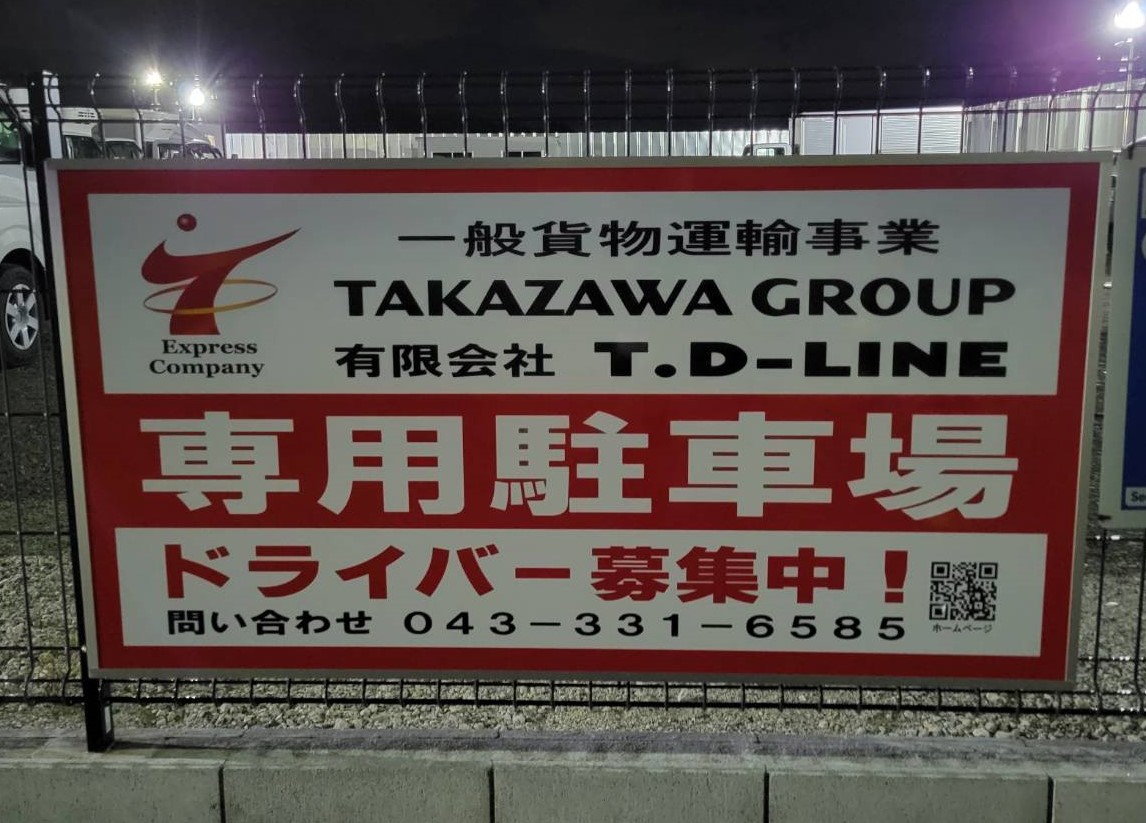 一般貨物運輸事業
TAKAZAWA GROUP
Express
Company
有限会社 T.D-LINE
専用駐車場
ドライバー募集中!
問い合わせ 043-331-6585
ホームページ